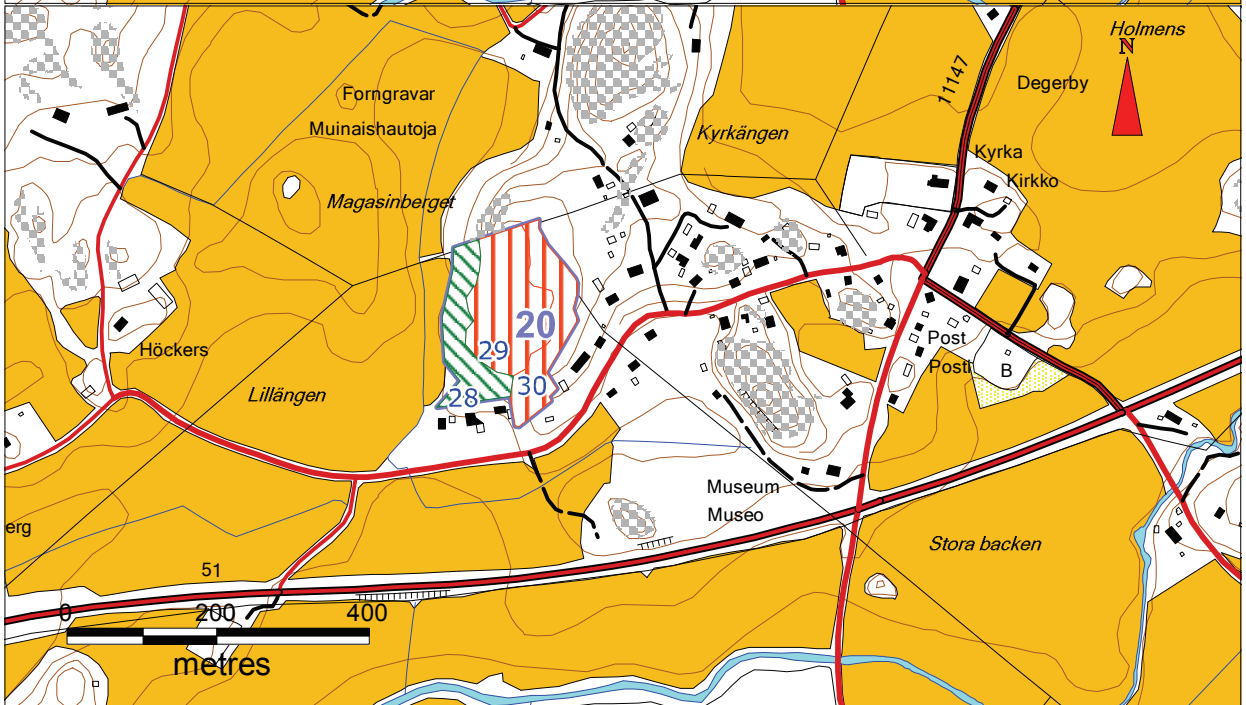 Holmens
N
11147
Degerby
Forngravar
Muinaishautoja
Kyrkängen
Kyrka
Kirkko
Magasinberget
20
29
Höckers
Post
Posti
B
30
28
Lillängen
Museum
Museo
erg
Stora backen
51
0 200 400
metres